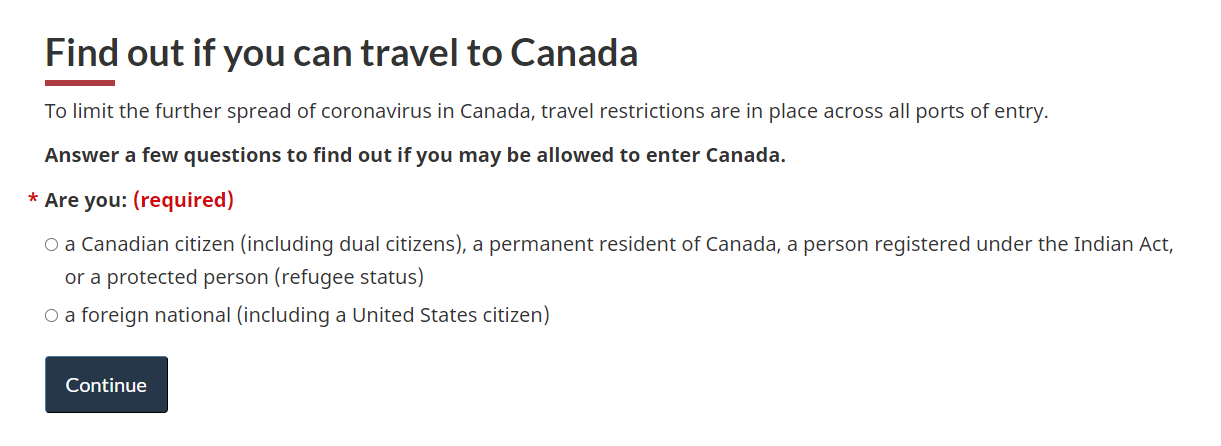 Find out if you can travel to Canada
To limit the further spread of coronavirus in Canada, travel restrictions are in place across all ports of entry.
Answer a few questions to find out if you may be allowed to enter Canada.
* Are you: (required)
a Canadian citizen (including dual citizens), a permanent resident of Canada, a person registered under the Indian Act,
or a protected person (refugee status)
a foreign national (including a United States citizen)
Continue